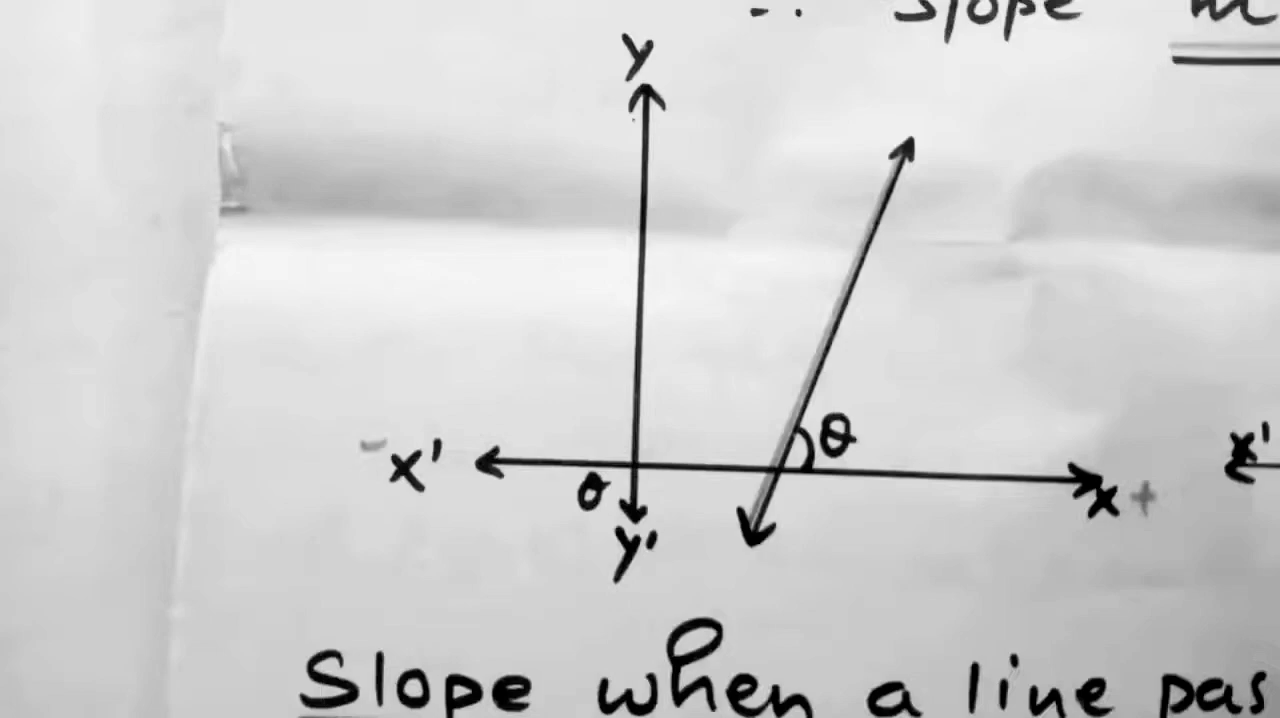 ∴ Slope m
Y
θ
- X'
X'
O
X +
Y'
Slope when a line pas